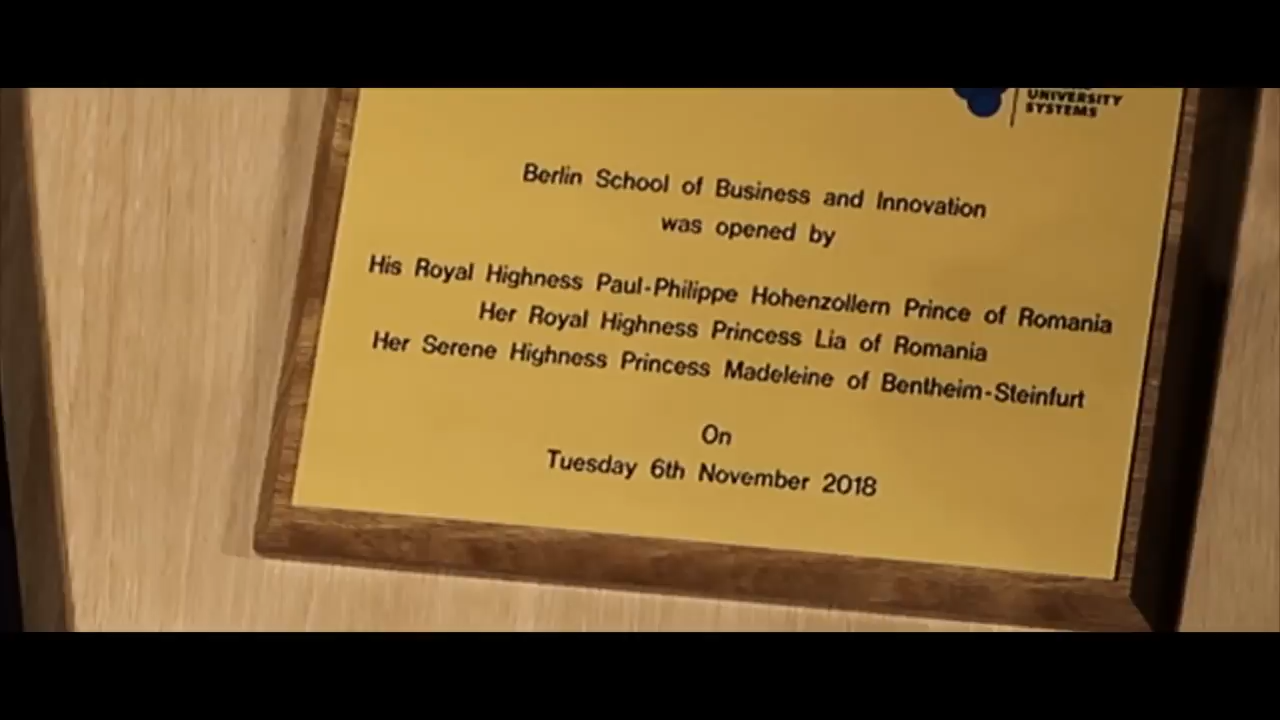 UNIVERSITY
SYSTEMS
Berlin School of Business and Innovation
was opened by
His Royal Highness Paul-Philippe Hohenzollern Prince of Romania
Her Royal Highness Princess Lia of Romania
Her Serene Highness Princess Madeleine of Bentheim-Steinfurt
On
Tuesday 6th November 2018